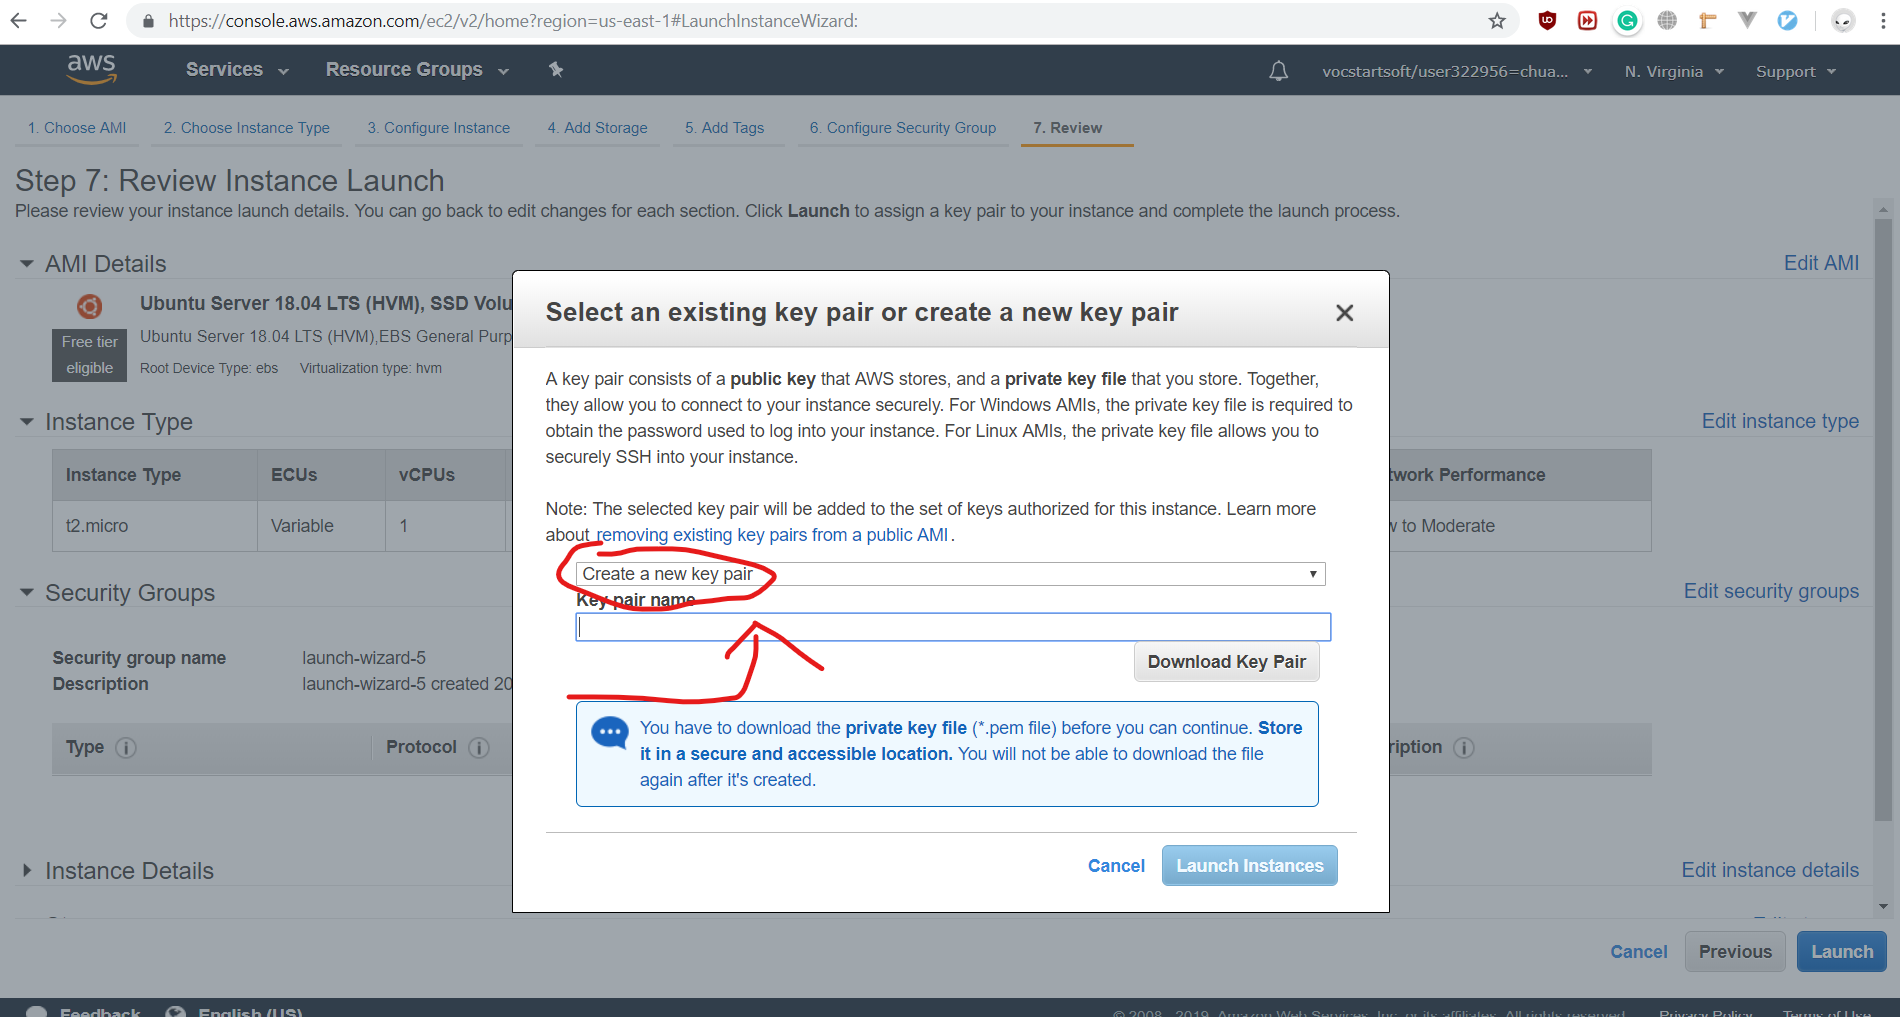 https://console.aws.amazon.com/ec2/v2/home?region=us-east-1#LaunchInstanceWizard:
aws Services Resource Groups vocstartsoft/user322956=chua... N. Virginia Support
1. Choose AMI 2. Choose Instance Type 3. Configure Instance 4. Add Storage 5. Add Tags 6. Configure Security Group 7. Review
Step 7: Review Instance Launch
Please review your instance launch details. You can go back to edit changes for each section. Click Launch to assign a key pair to your instance and complete the launch process.
AMI Details Edit AMI
Ubuntu Server 18.04 LTS (HVM), SSD Volu
Free tier eligible
Ubuntu Server 18.04 LTS (HVM),EBS General Purp
Root Device Type: ebs Virtualization type: hvm
Instance Type Edit instance type
Instance Type ECUs vCPUs twork Performance
t2.micro Variable 1 w to Moderate
Security Groups Edit security groups
Security group name launch-wizard-5
Description launch-wizard-5 created 20
Type Protocol ription
Instance Details Edit instance details
Cancel Previous Launch
Feedback English (US) © 2008 - 2019, Amazon Web Services, Inc. or its affiliates. All rights reserved. Privacy Policy Terms of Use
Select an existing key pair or create a new key pair
A key pair consists of a public key that AWS stores, and a private key file that you store. Together,
they allow you to connect to your instance securely. For Windows AMIs, the private key file is required to
obtain the password used to log into your instance. For Linux AMIs, the private key file allows you to
securely SSH into your instance.
Note: The selected key pair will be added to the set of keys authorized for this instance. Learn more
about removing existing key pairs from a public AMI.
Create a new key pair
Key pair name
Download Key Pair
You have to download the private key file (*.pem file) before you can continue. Store
it in a secure and accessible location. You will not be able to download the file
again after it's created.
Cancel Launch Instances